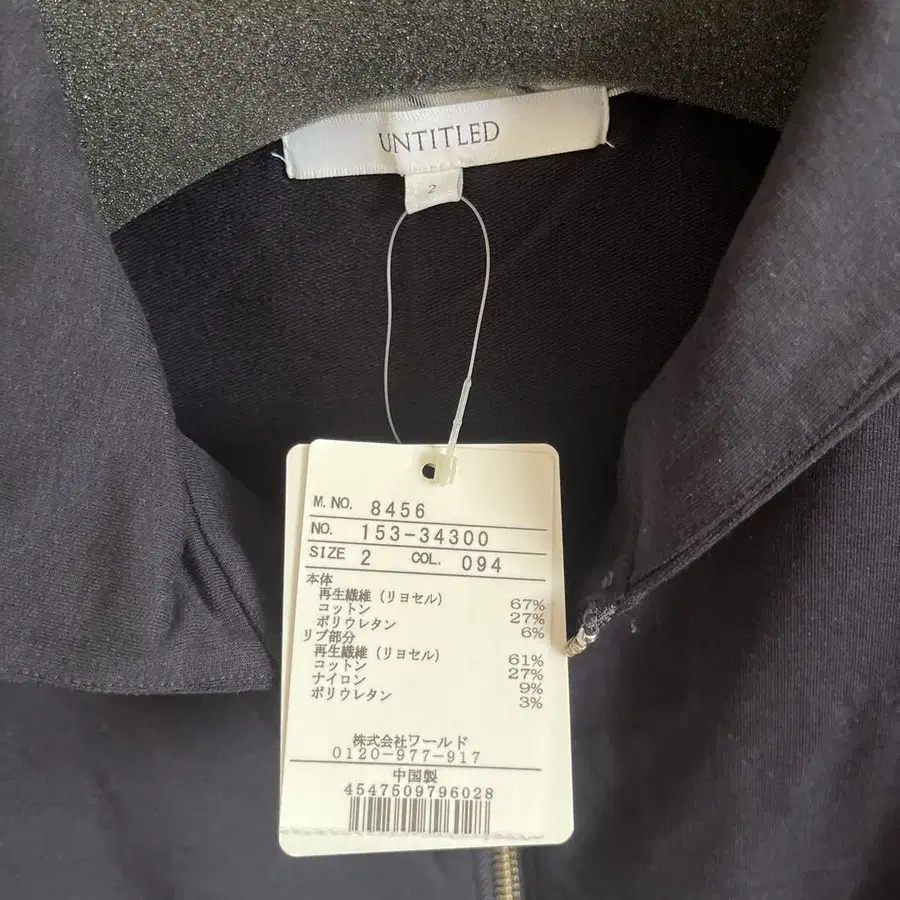 UNTITLED
2
M. NO. 8456
NO. 153-34300
SIZE 2 COL. 094
本体
再生繊維 (リヨセル) 67%
コットン 27%
ポリウレタン 6%
リブ部分
再生繊維 (リヨセル) 61%
コットン 27%
ナイロン 9%
ポリウレタン 3%
株式会社ワールド
0120-977-917
中国製
4547509796028